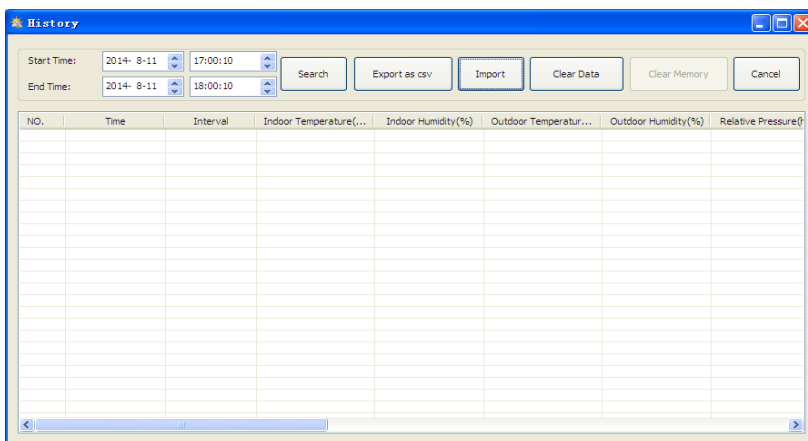 History
Start Time: 2014- 8-11 17:00:10
End Time: 2014- 8-11 18:00:10
Search Export as csv Import Clear Data Clear Memory Cancel
NO. Time Interval Indoor Temperature(... Indoor Humidity(%) Outdoor Temperatur... Outdoor Humidity(%) Relative Pressure(h